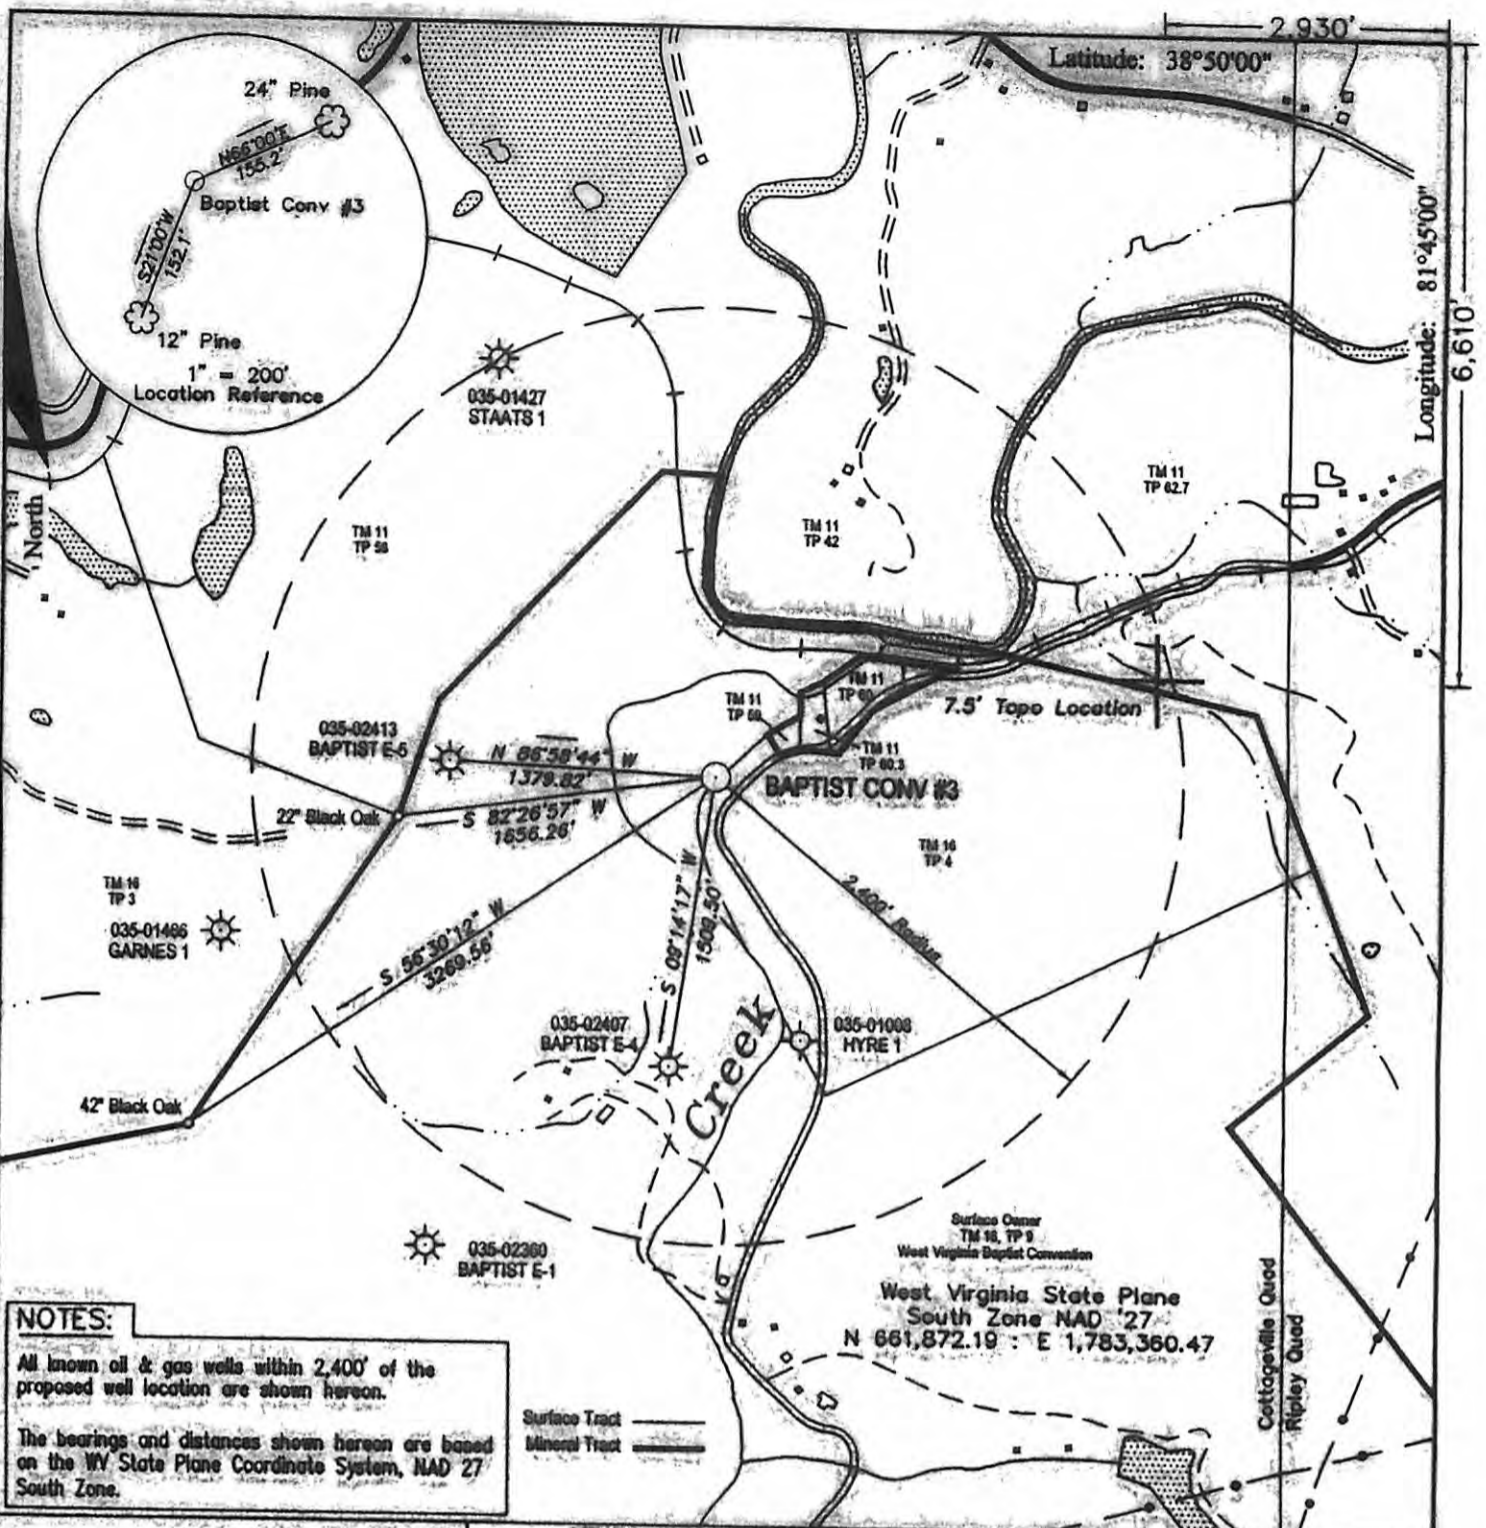 2,930'
Latitude: 38°50'00"
Longitude: 81°45'00"
6,610'
24" Pine
N66°00'E
155.2'
Baptist Conv #3
S21°00'W
152.1'
12" Pine
1" = 200'
Location Reference
North
035-01427
STAATS 1
TM 11
TP 42
TM 11
TP 62.7
TM 11
TM 11
TM 11
TP 60
TM 11
TP 60.3
7.5' Topo Location
035-02413
BAPTIST E-5
N 86°58'44" W
1379.82'
22" Black Oak
S 82°26'57" W
1656.26'
BAPTIST CONV #3
TM 16
TP 4
TM 16
TP 3
035-01486
GARNES 1
S 56°30'12" W
3269.56'
S 09°14'17" W
1509.50'
2,400' Radius
035-02407
BAPTIST E-4
Creek
035-01008
HYRE 1
42" Black Oak
035-02360
BAPTIST E-1
Surface Owner
TM 16, TP 9
West Virginia Baptist Convention
West Virginia State Plane
South Zone NAD '27
N 661,872.19 : E 1,783,360.47
Cottageville Quad
Ripley Quad
NOTES:
All known oil & gas wells within 2,400' of the
proposed well location are shown hereon.
The bearings and distances shown hereon are based
on the WV State Plane Coordinate System, NAD 27
South Zone.
Surface Tract
Mineral Tract